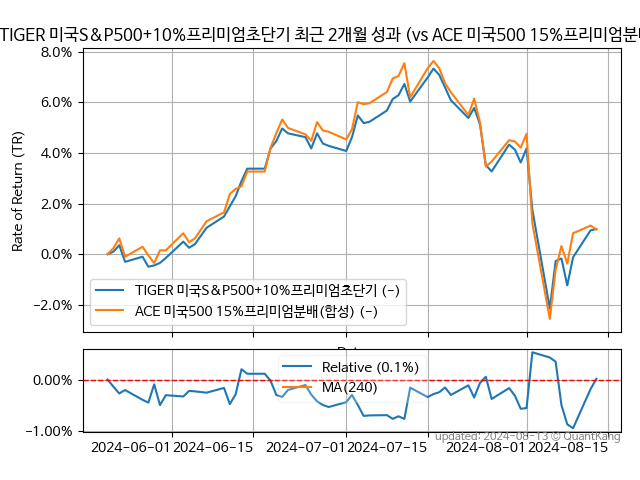 TIGER 미국S&P500+10%프리미엄초단기 최근 2개월 성과 (vs ACE 미국500 15%프리미엄분배
8.0%
6.0%
4.0%
2.0%
0.0%
−2.0%
Rate of Return (TR)
TIGER 미국S&P500+10%프리미엄초단기 (-)
ACE 미국500 15%프리미엄분배(합성) (-)
0.00%
−1.00%
Relative (0.1%)
MA(240)
updated: 2024-08-13 © QuantKang
2024-06-01 2024-06-15 2024-07-01 2024-07-15 2024-08-01 2024-08-15